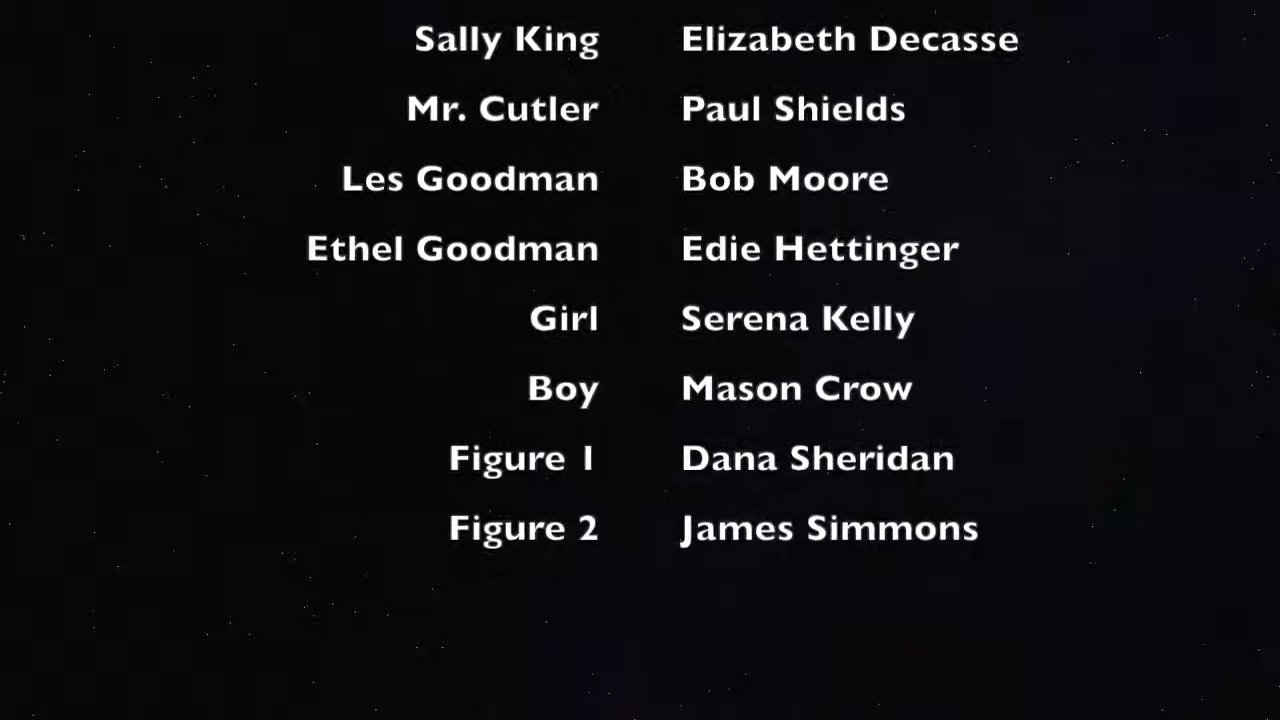 Sally King Elizabeth Decasse
Mr. Cutler Paul Shields
Les Goodman Bob Moore
Ethel Goodman Edie Hettinger
Girl Serena Kelly
Boy Mason Crow
Figure 1 Dana Sheridan
Figure 2 James Simmons